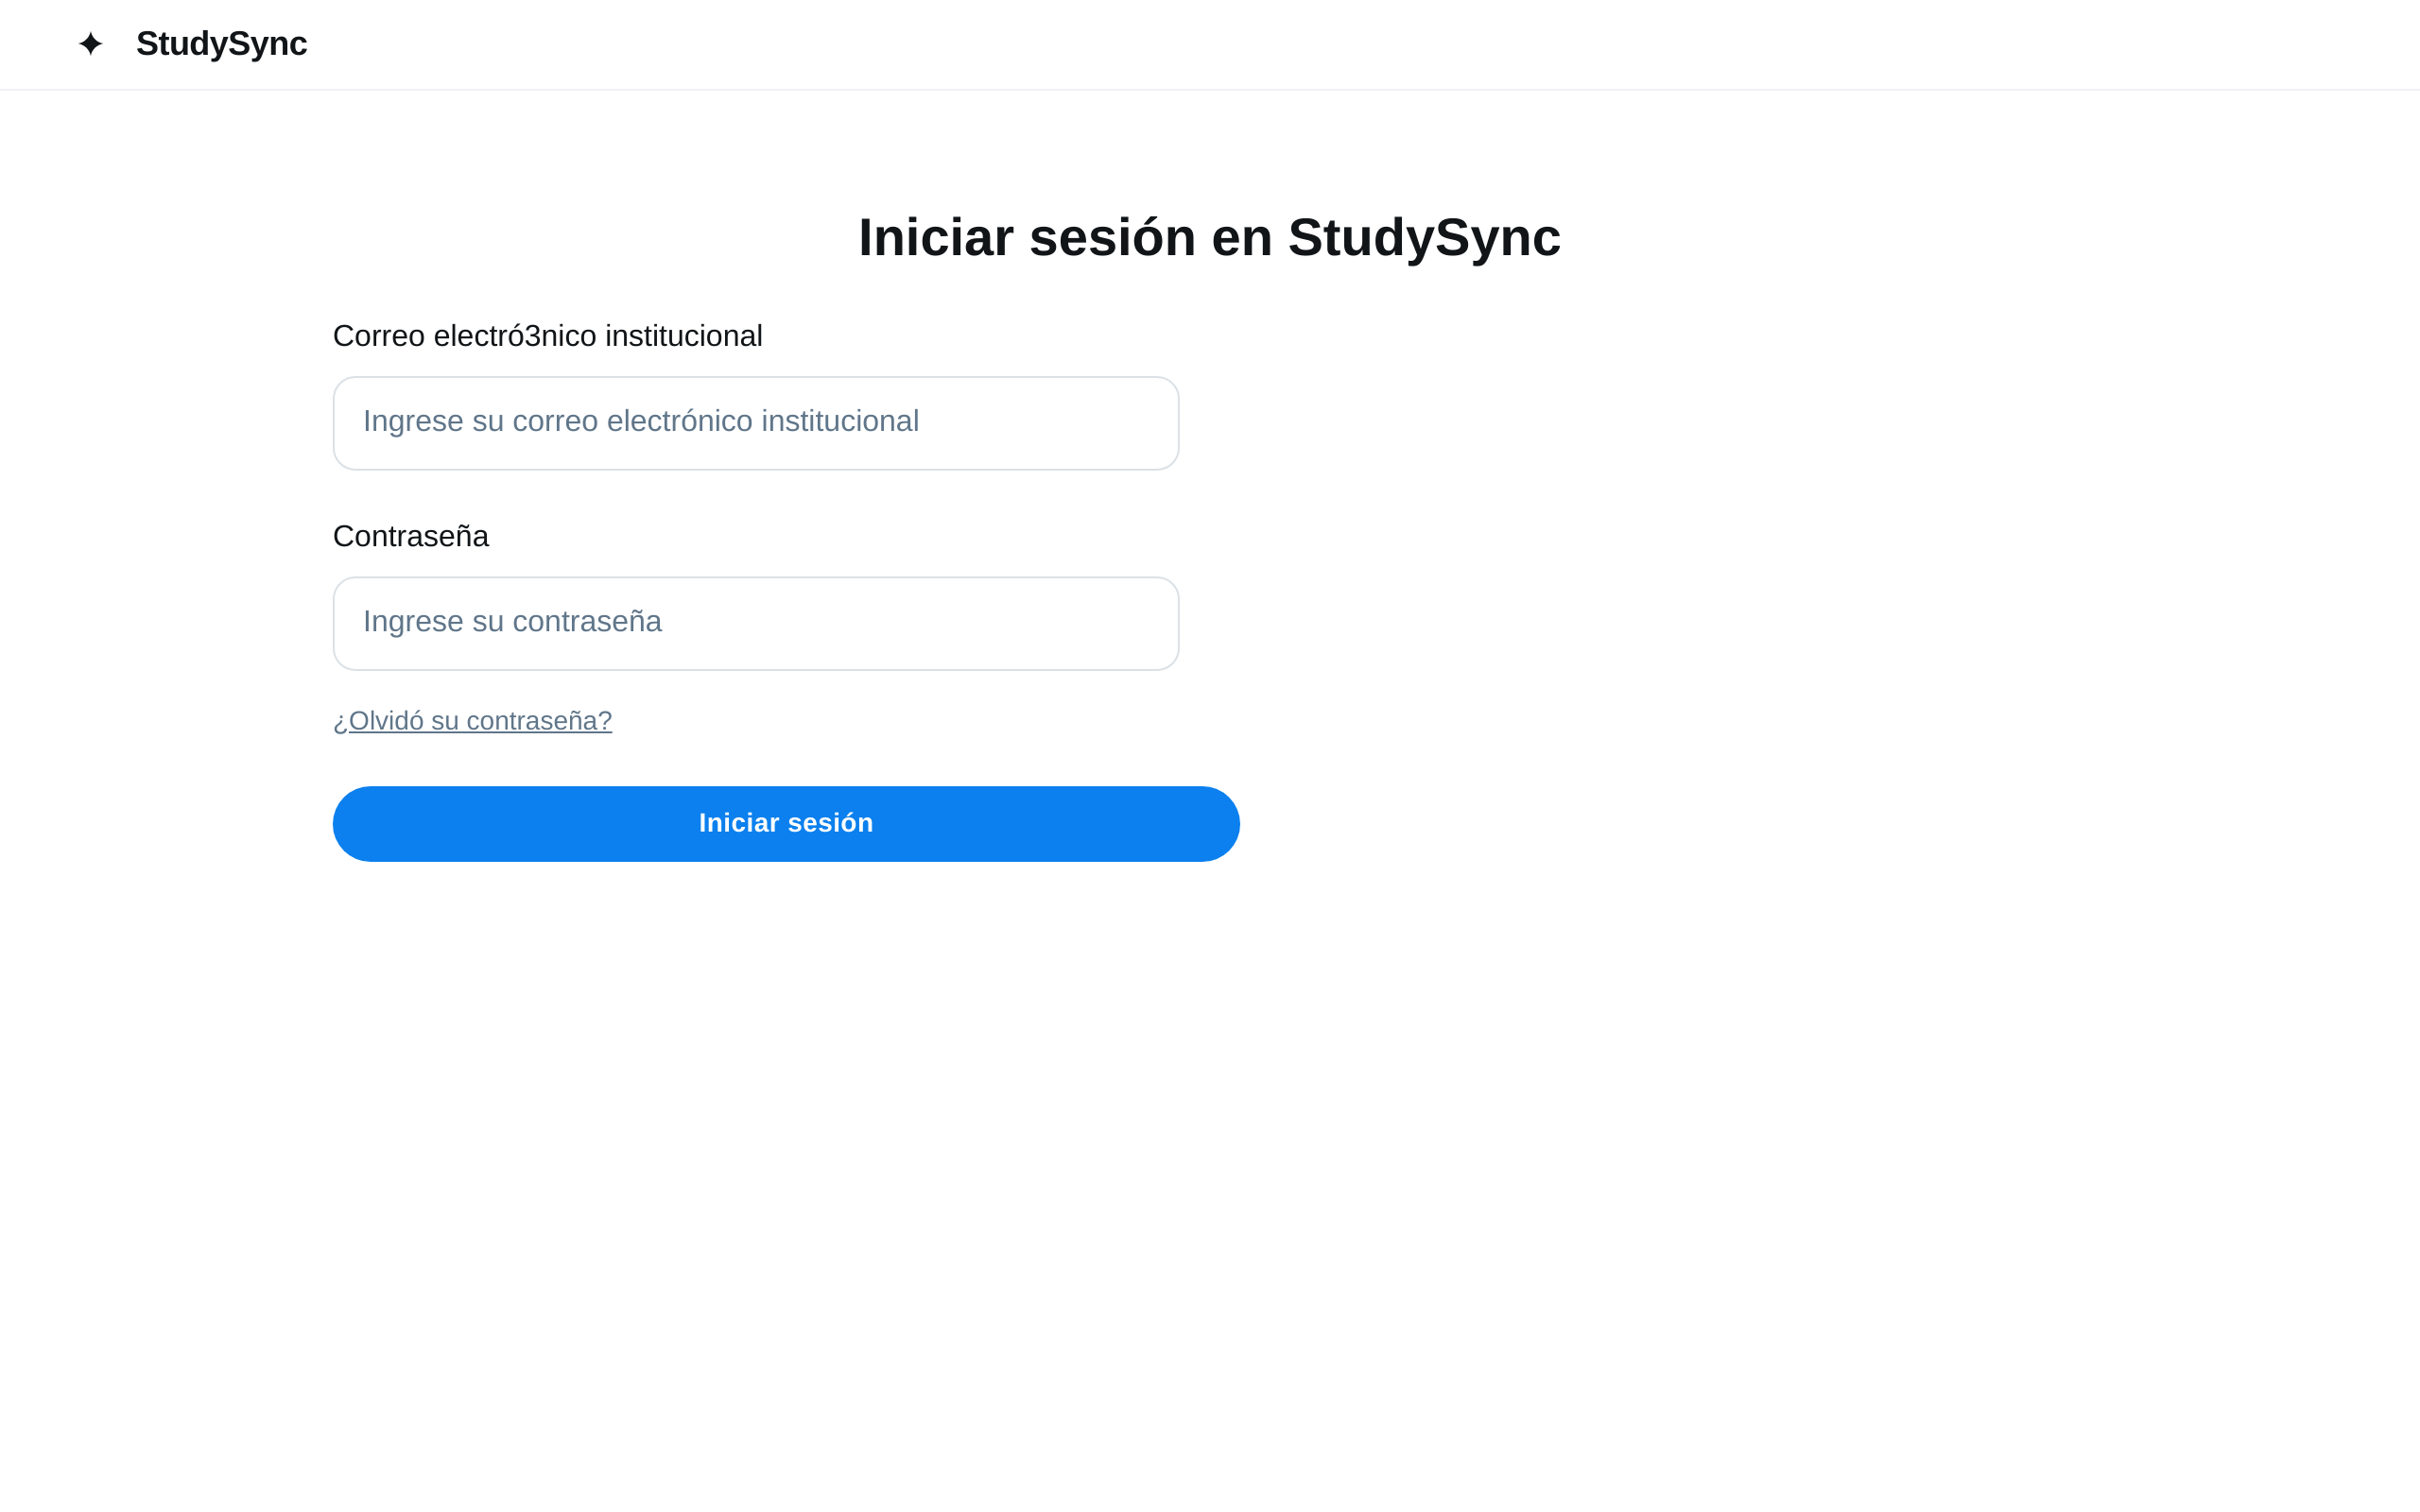 StudySync
Iniciar sesión en StudySync
Correo electró3nico institucional
Ingrese su correo electrónico institucional
Contraseña
Ingrese su contraseña
¿Olvidó su contraseña?
Iniciar sesión